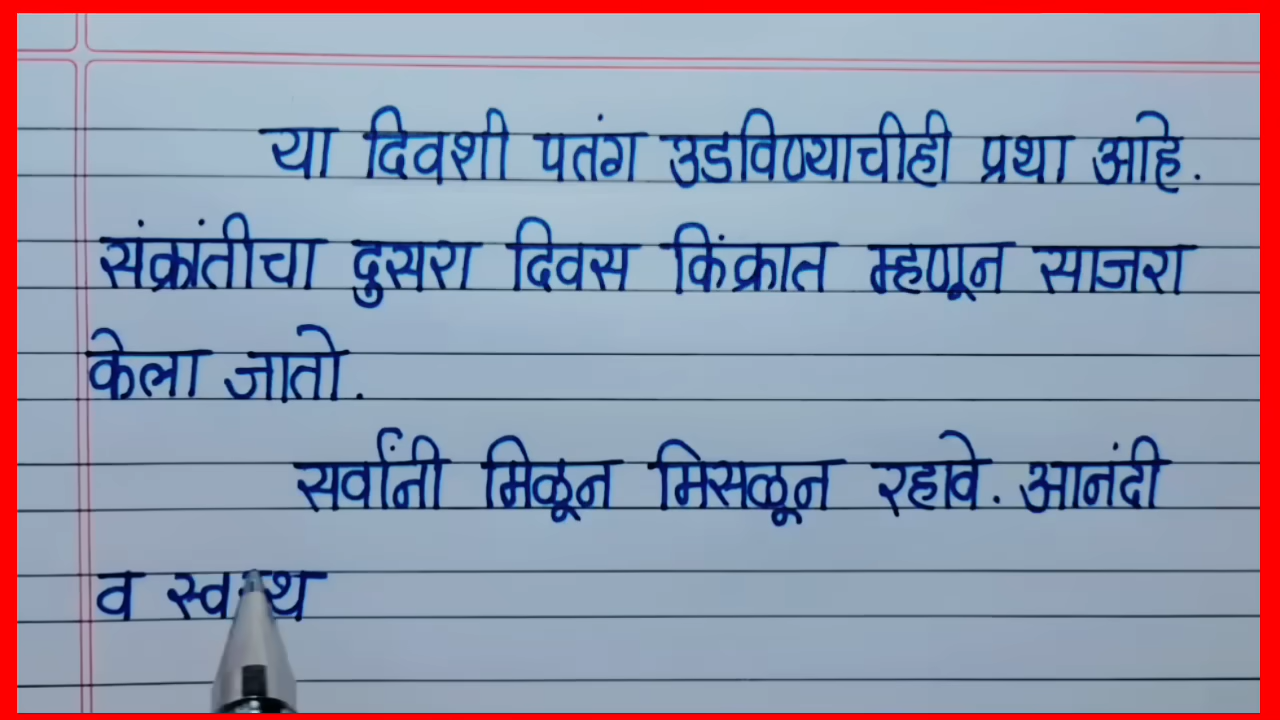 या दिवशी पतंग उडविण्याचीही प्रथा आहे.
संक्रांतीचा दुसरा दिवस किंक्रात म्हणून साजरा
केला जातो.
सर्वांनी मिळून मिसळून रहावे. आनंदी
व